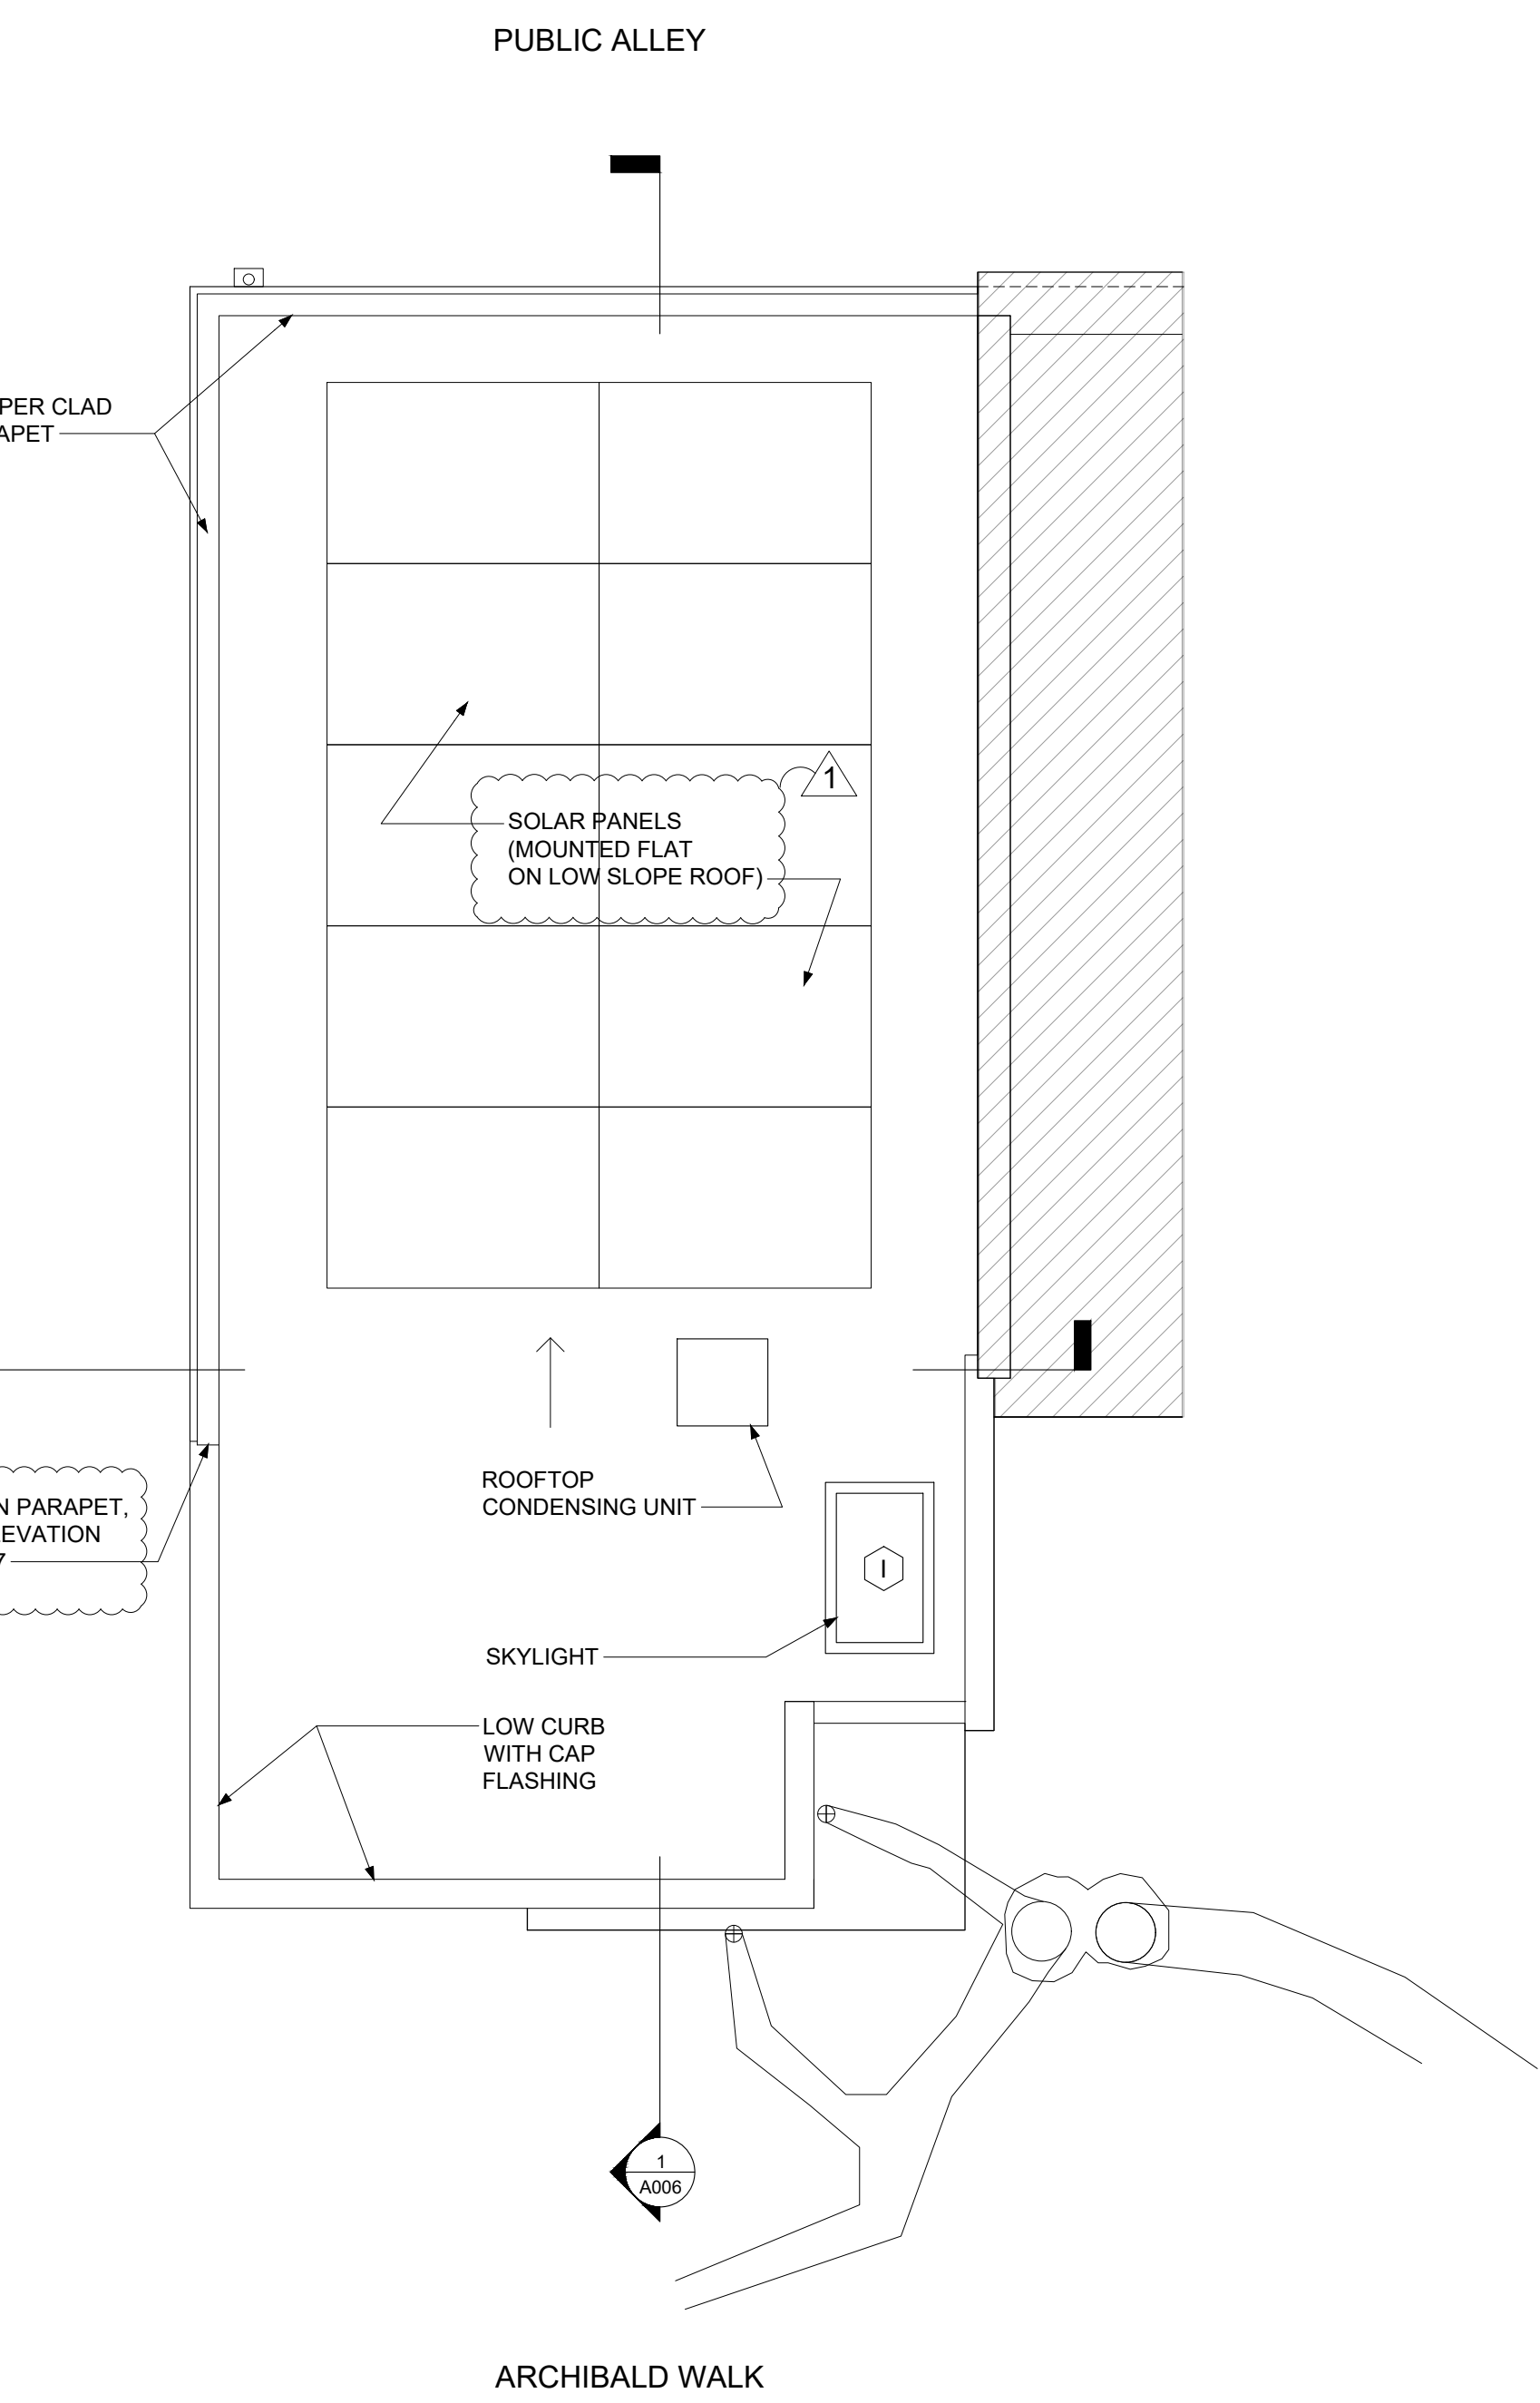 PUBLIC ALLEY
PER CLAD
APET
1
SOLAR PANELS
(MOUNTED FLAT
ON LOW SLOPE ROOF)
ROOFTOP
CONDENSING UNIT
N PARAPET,
EVATION
7
I
SKYLIGHT
LOW CURB
WITH CAP
FLASHING
1
A006
ARCHIBALD WALK